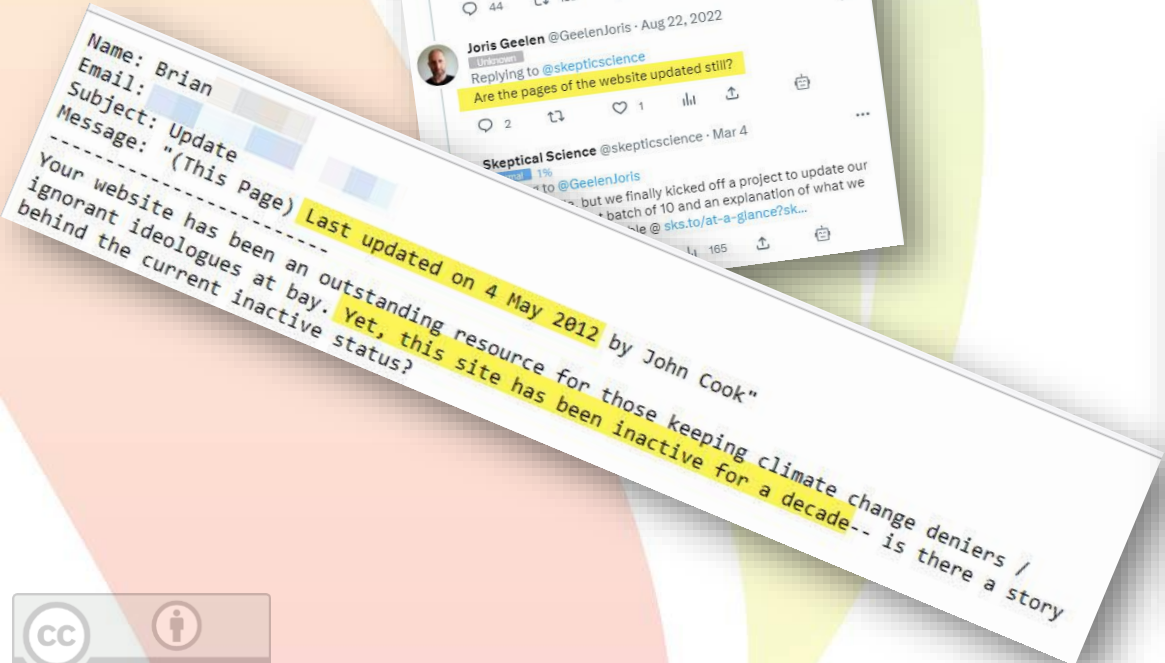 44
Joris Geelen @GeelenJoris · Aug 22, 2022
Unknown
Replying to @skepticscience
Are the pages of the website updated still?
2 1
Skeptical Science @skepticscience · Mar 4
1%
to @GeelenJoris
, but we finally kicked off a project to update our
batch of 10 and an explanation of what we
@ sks.to/at-a-glance?sk...
165
Name: Brian
Email:
Subject: Update
Message: "(This Page) Last updated on 4 May 2012 by John Cook"
-----------------------
Your website has been an outstanding resource for those keeping climate change deniers /
ignorant ideologues at bay. Yet, this site has been inactive for a decade-- is there a story
behind the current inactive status?
cc